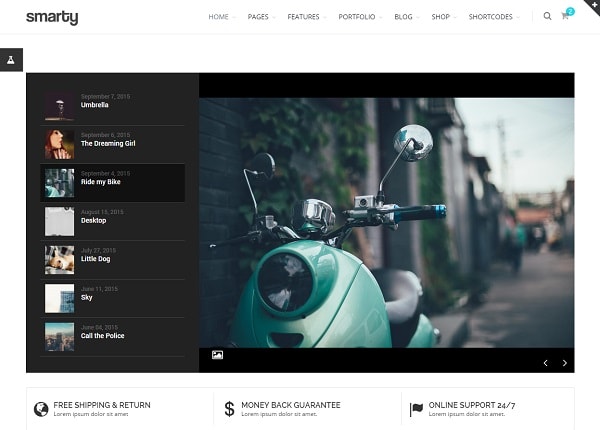 smarty
HOME PAGES FEATURES PORTFOLIO BLOG SHOP SHORTCODES
2
September 7, 2015
Umbrella
September 6, 2015
The Dreaming Girl
September 4, 2015
Ride my Bike
August 15, 2015
Desktop
July 27, 2015
Little Dog
June 11, 2015
Sky
June 04, 2015
Call the Police
FREE SHIPPING & RETURN
Lorem ipsum dolor sit amet
MONEY BACK GUARANTEE
Lorem ipsum dolor sit amet.
ONLINE SUPPORT 24/7
Lorem ipsum dolor sit amet.